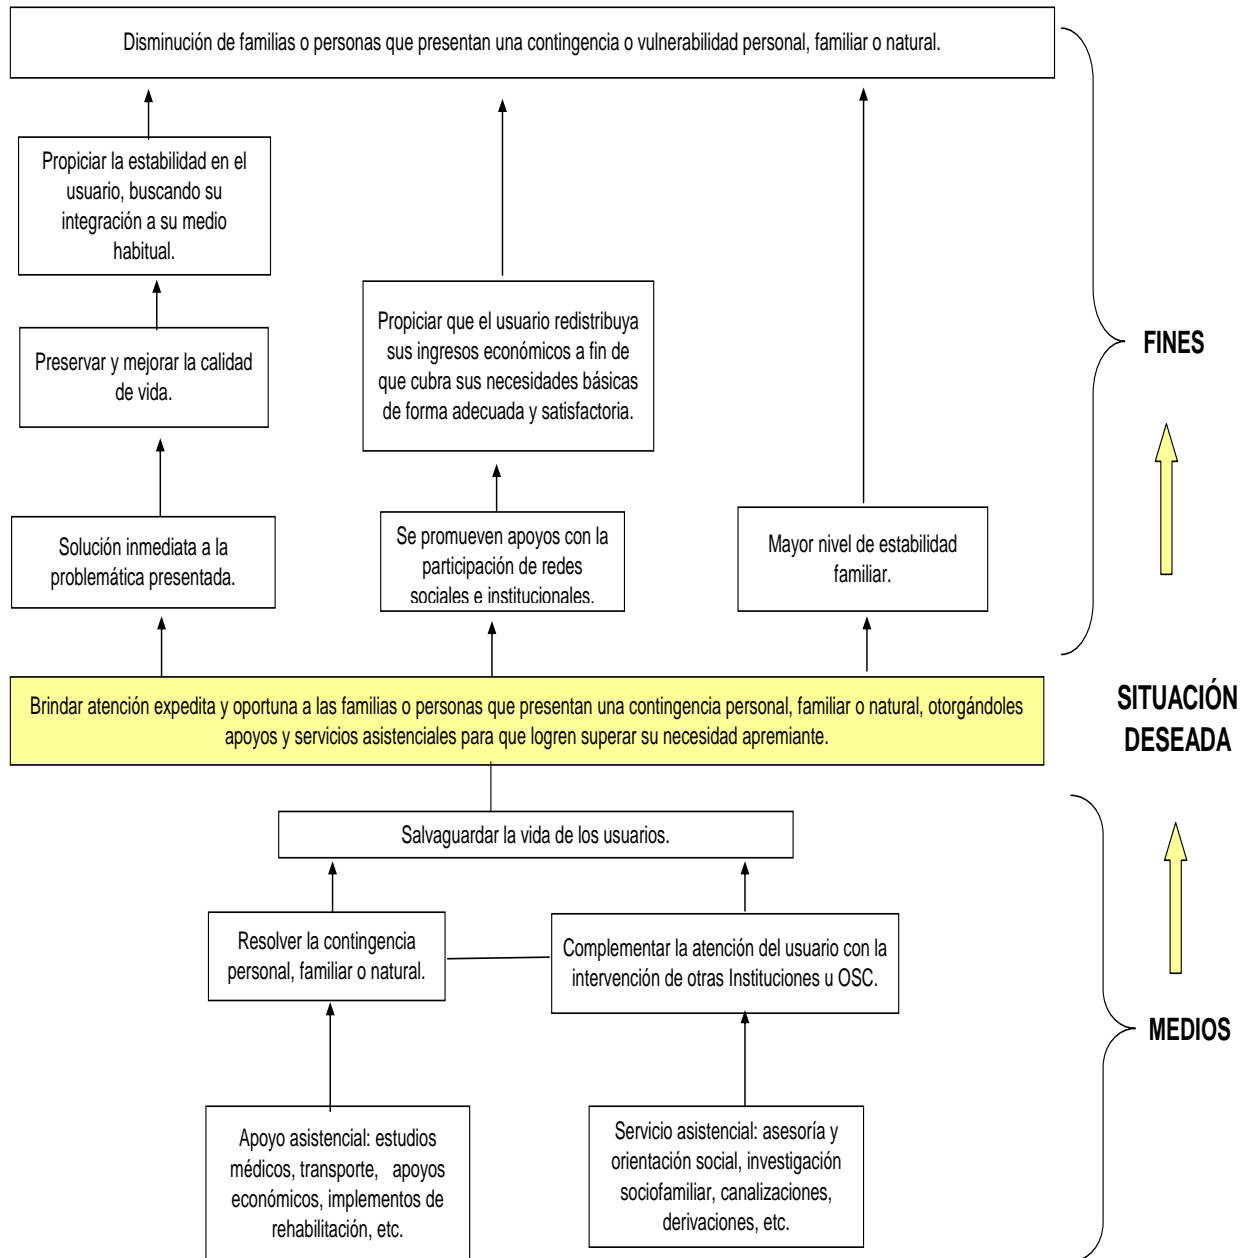 Disminución de familias o personas que presentan una contingencia o vulnerabilidad personal, familiar o natural.
Propiciar la estabilidad en el
usuario, buscando su
integración a su medio
habitual.
Propiciar que el usuario redistribuya
sus ingresos económicos a fin de
que cubra sus necesidades básicas
de forma adecuada y satisfactoria.
Preservar y mejorar la calidad
de vida.
FINES
Solución inmediata a la
problemática presentada.
Se promueven apoyos con la
participación de redes
sociales e institucionales.
Mayor nivel de estabilidad
familiar.
Brindar atención expedita y oportuna a las familias o personas que presentan una contingencia personal, familiar o natural, otorgándoles
apoyos y servicios asistenciales para que logren superar su necesidad apremiante.
SITUACIÓN
DESEADA
Salvaguardar la vida de los usuarios.
Resolver la contingencia
personal, familiar o natural.
Complementar la atención del usuario con la
intervención de otras Instituciones u OSC.
MEDIOS
Apoyo asistencial: estudios
médicos, transporte, apoyos
económicos, implementos de
rehabilitación, etc.
Servicio asistencial: asesoría y
orientación social, investigación
sociofamiliar, canalizaciones,
derivaciones, etc.